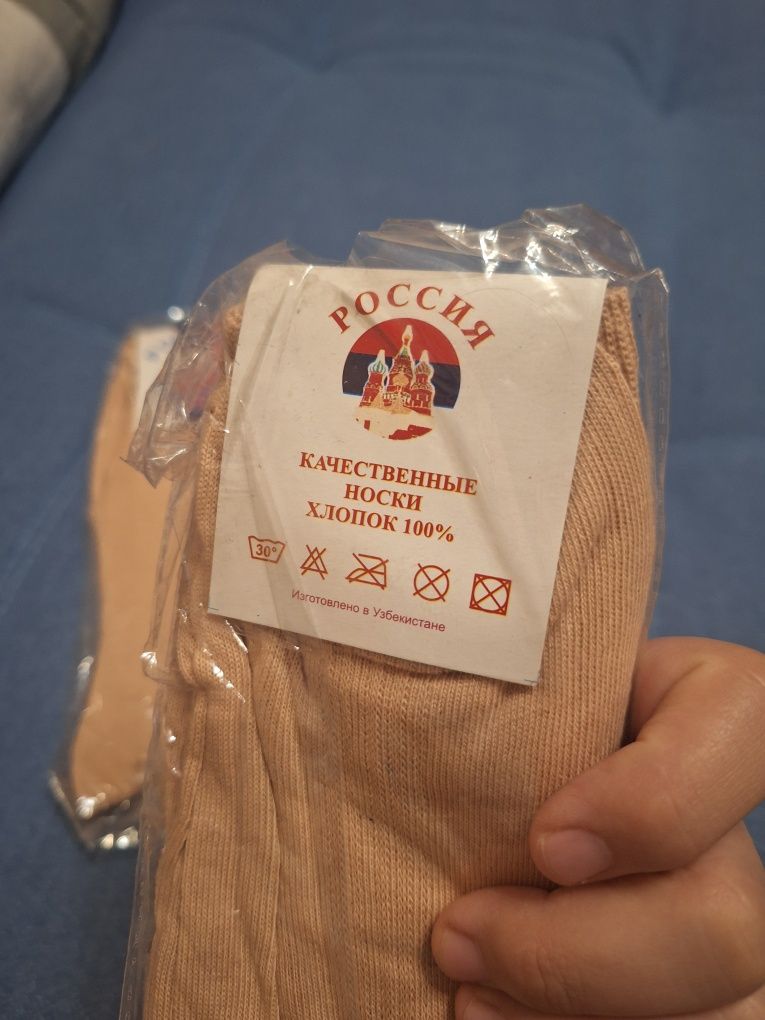 РОССИЯ
КАЧЕСТВЕННЫЕ
НОСКИ
ХЛОПОК 100%
30°
Изготовлено в Узбекистане